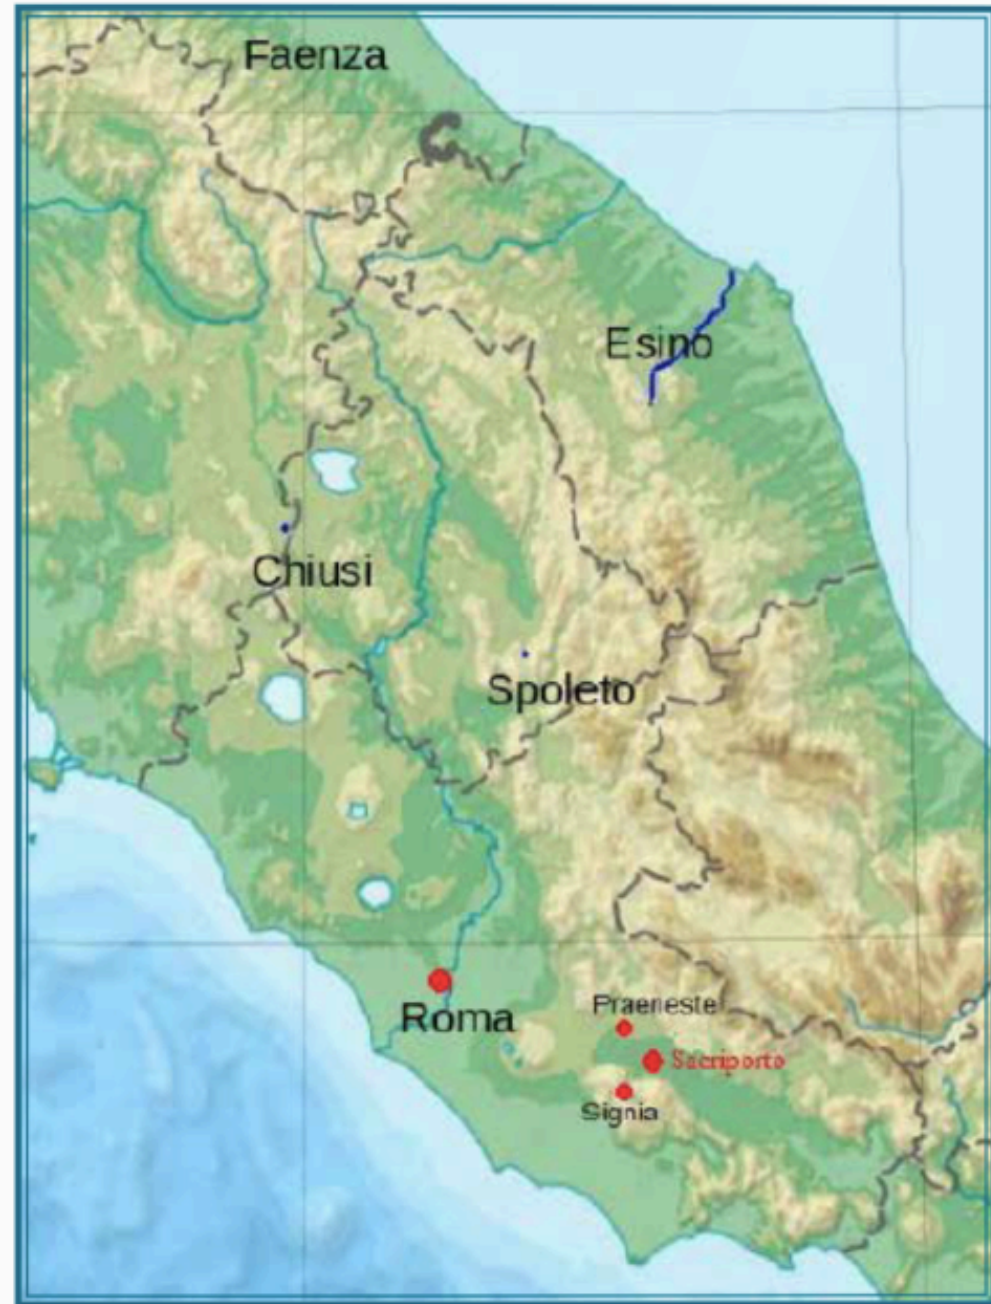 Faenza
Esino
Chiusi
Spoleto
Roma
Praeneste
Sacriporto
Signia